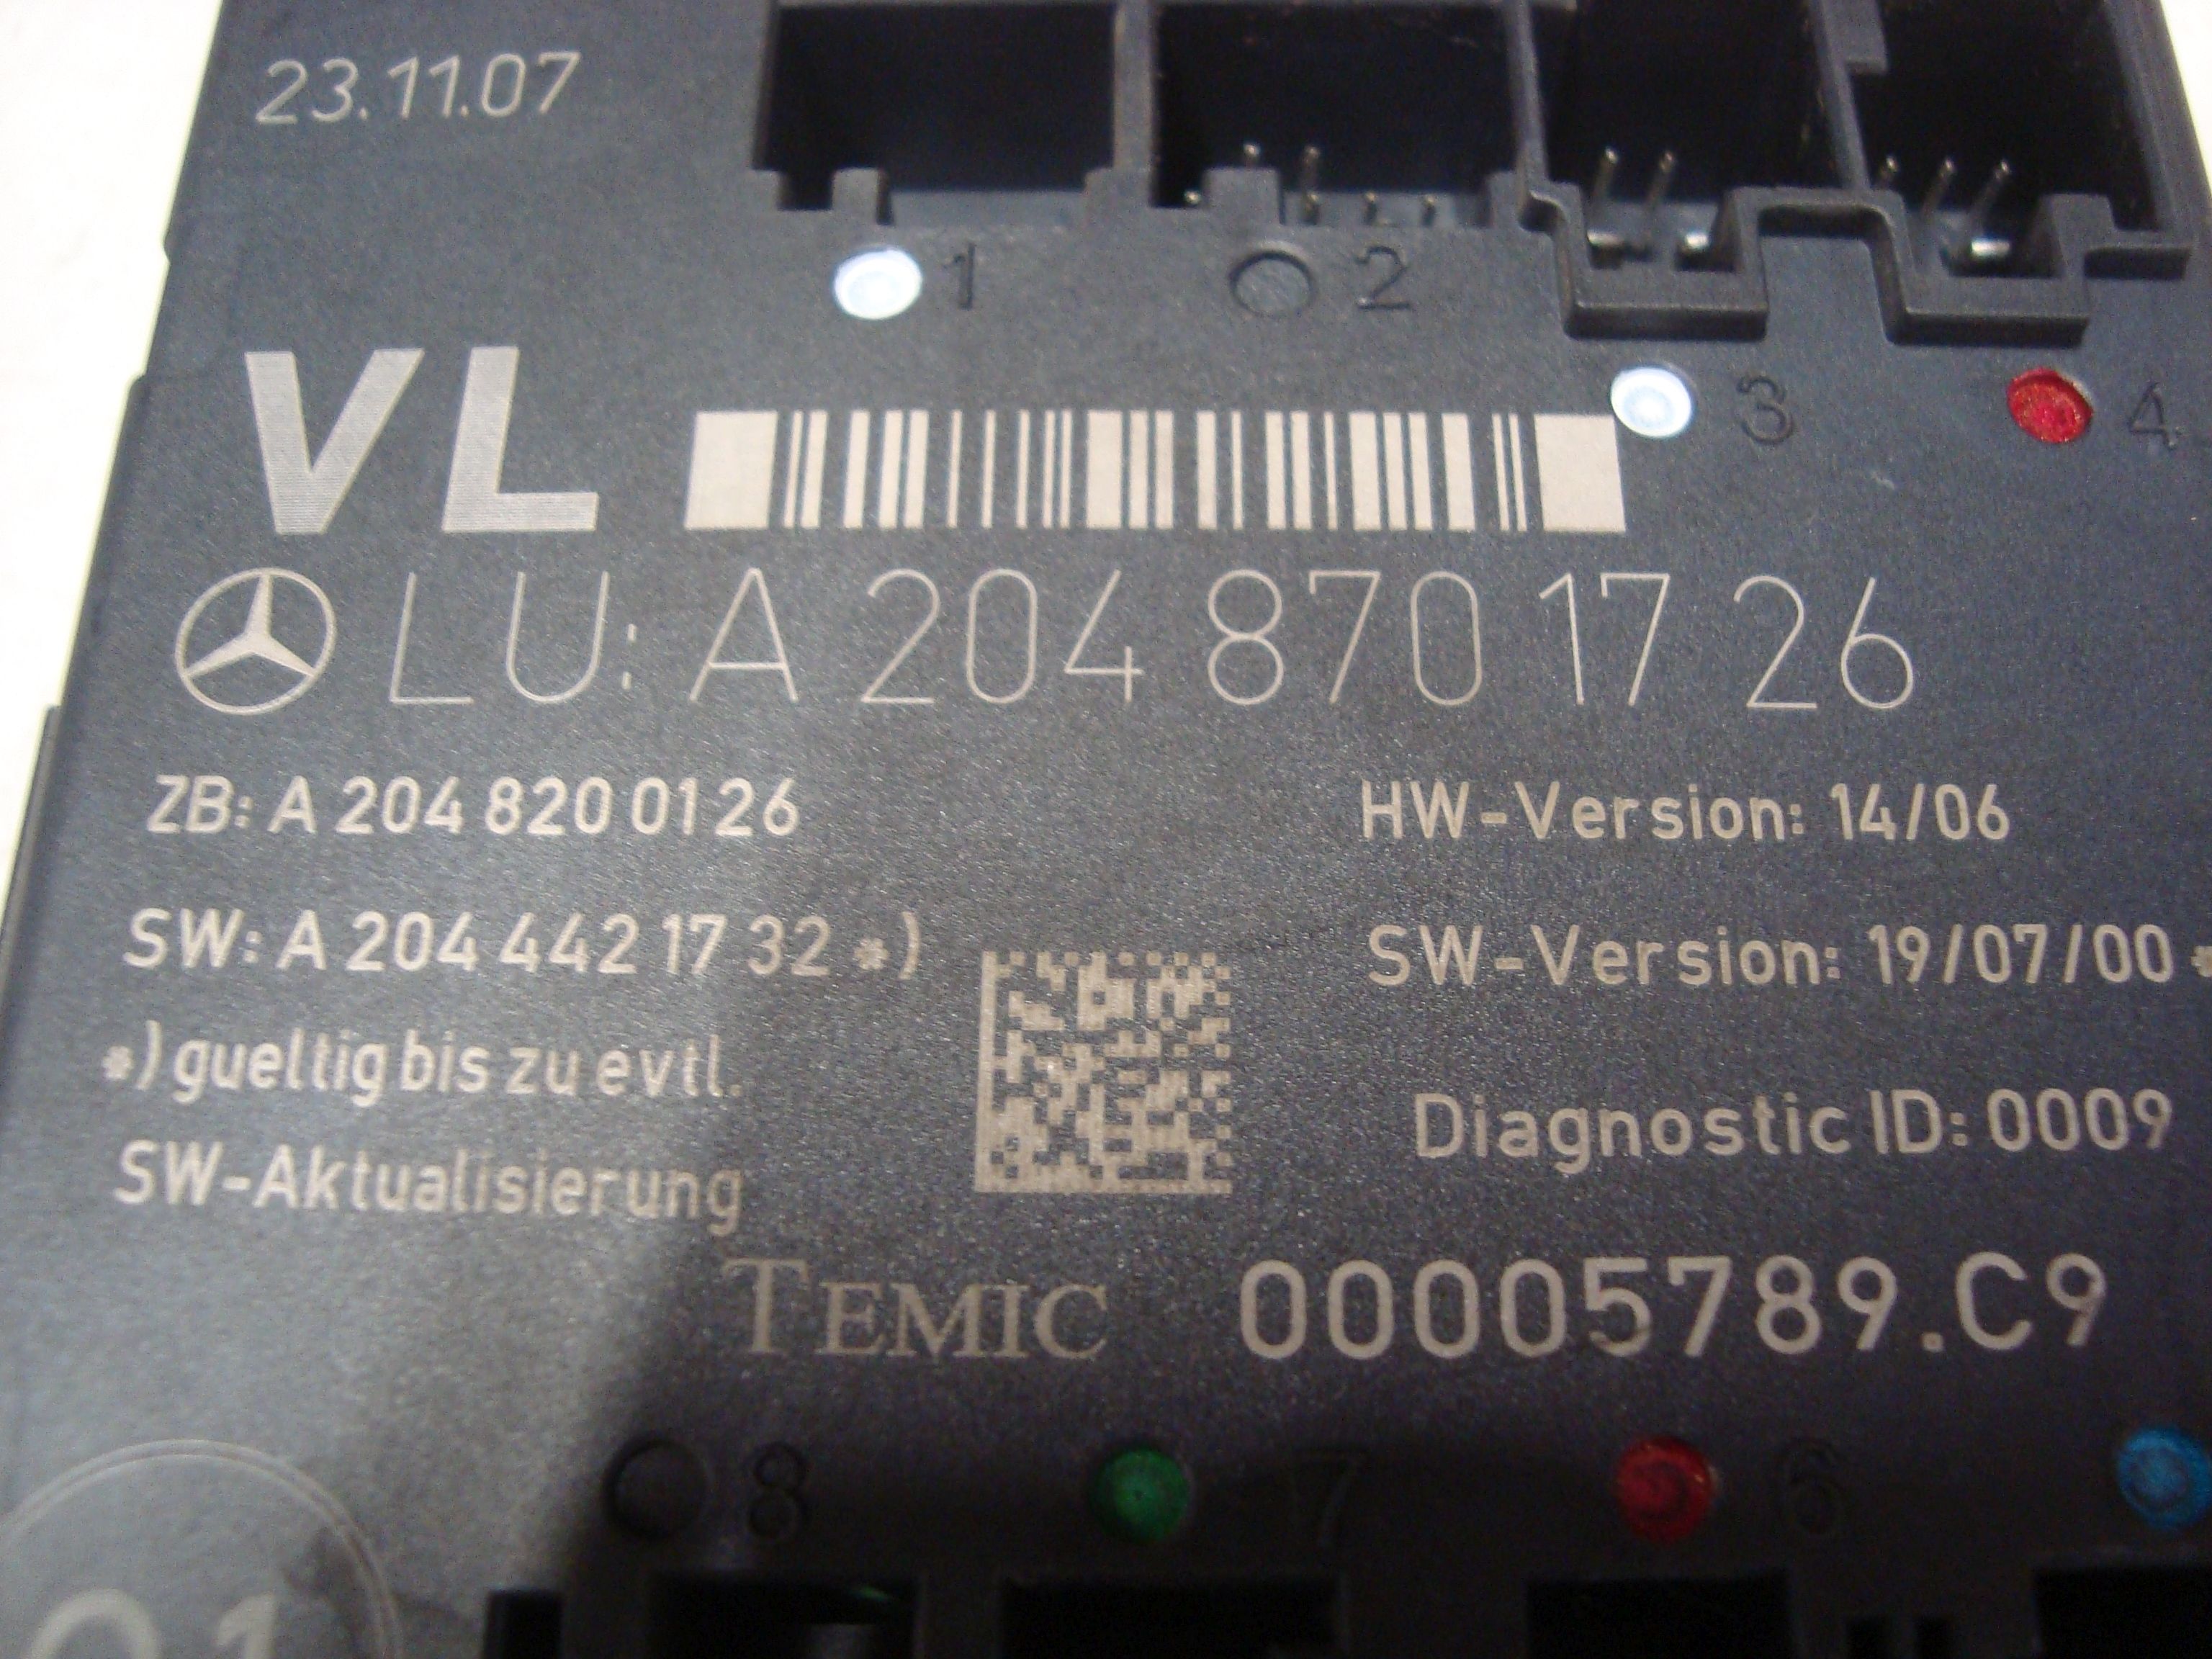 23.11.07
1
2
3
4
VL
LU: A 204 870 17 26
ZB: A 204 820 01 26
HW-Version: 14/06
SW: A 204 442 17 32 *)
SW-Version: 19/07/00 *
*) gueltig bis zu evtl.
SW-Aktualisierung
Diagnostic ID: 0009
TEMIC 00005789.C9
8
7
6